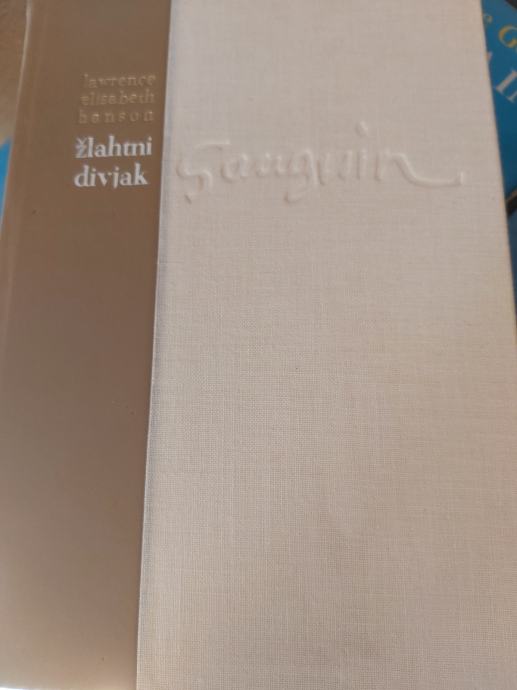 lawrence
elisabeth
hanson
žlahtni
divjak
gauguin